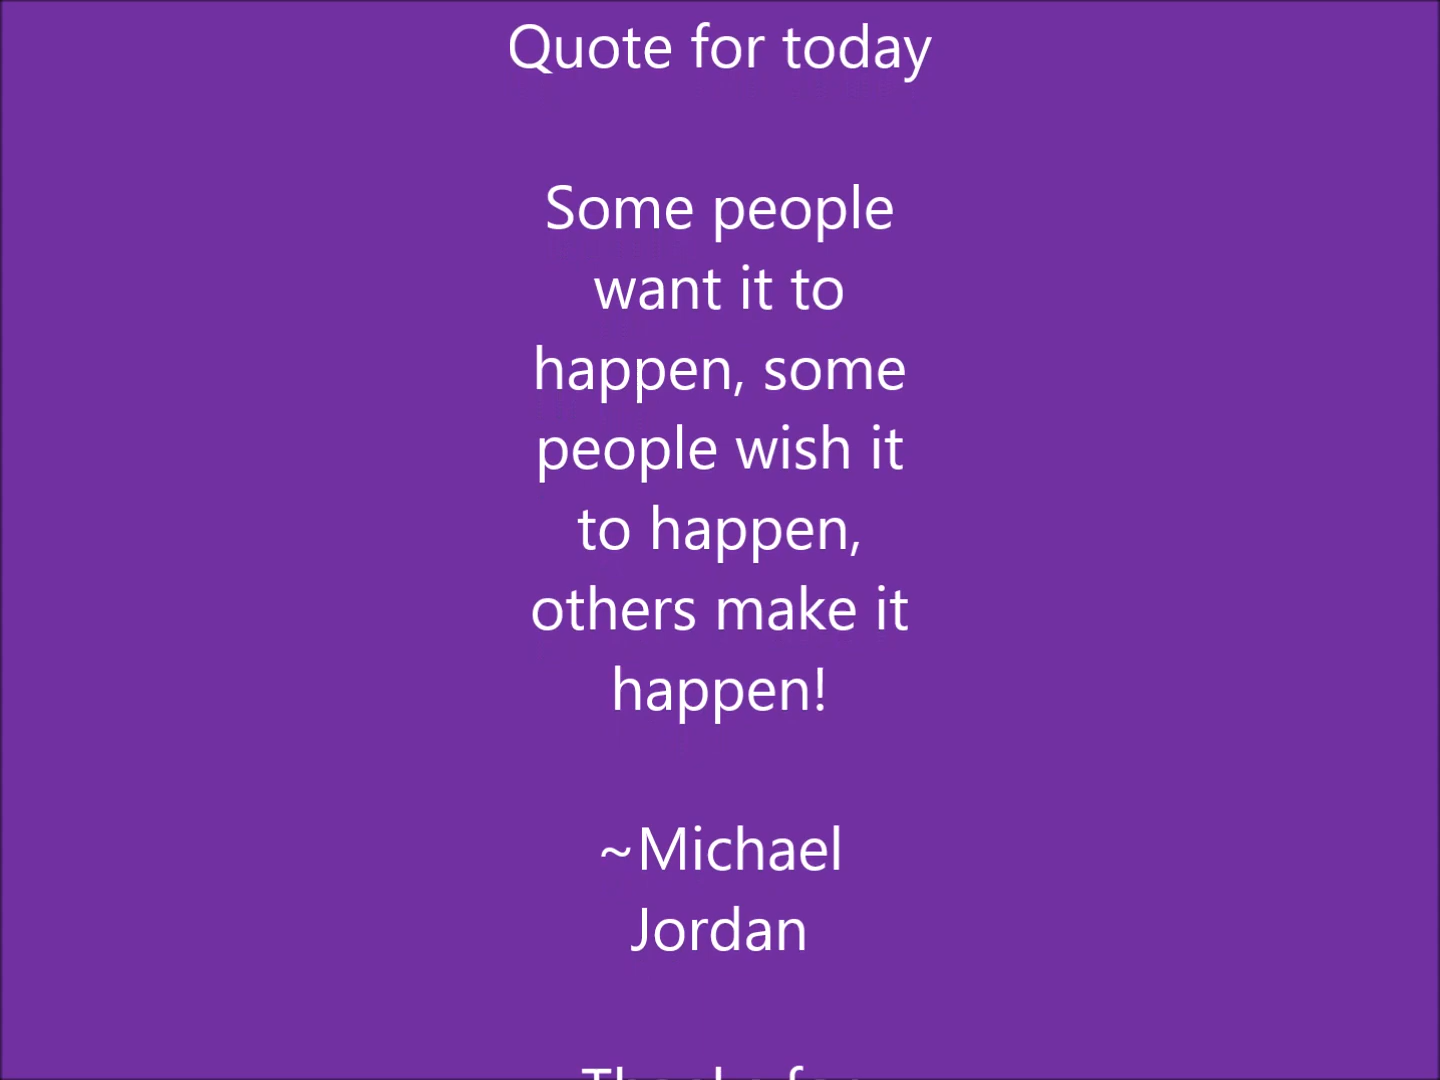 Quote for today
Some people
want it to
happen, some
people wish it
to happen,
others make it
happen!
~Michael
Jordan